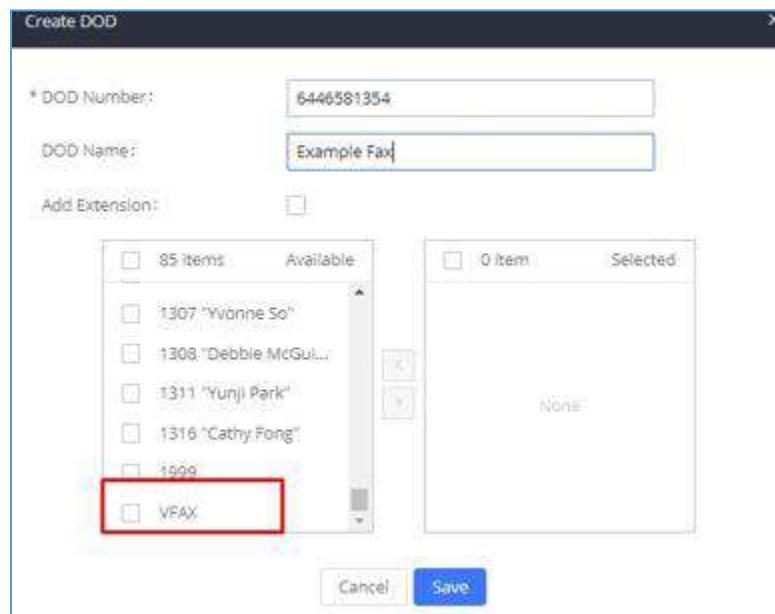 Create DOD
* DOD Number: 6446581354
DOD Name: Example Fax
Add Extension:
85 items Available
0 item Selected
1307 "Yvonne So"
1308 "Debbie McGui...
1311 "Yunji Park"
1316 "Cathy Fong"
1999
VFAX
None
Cancel Save